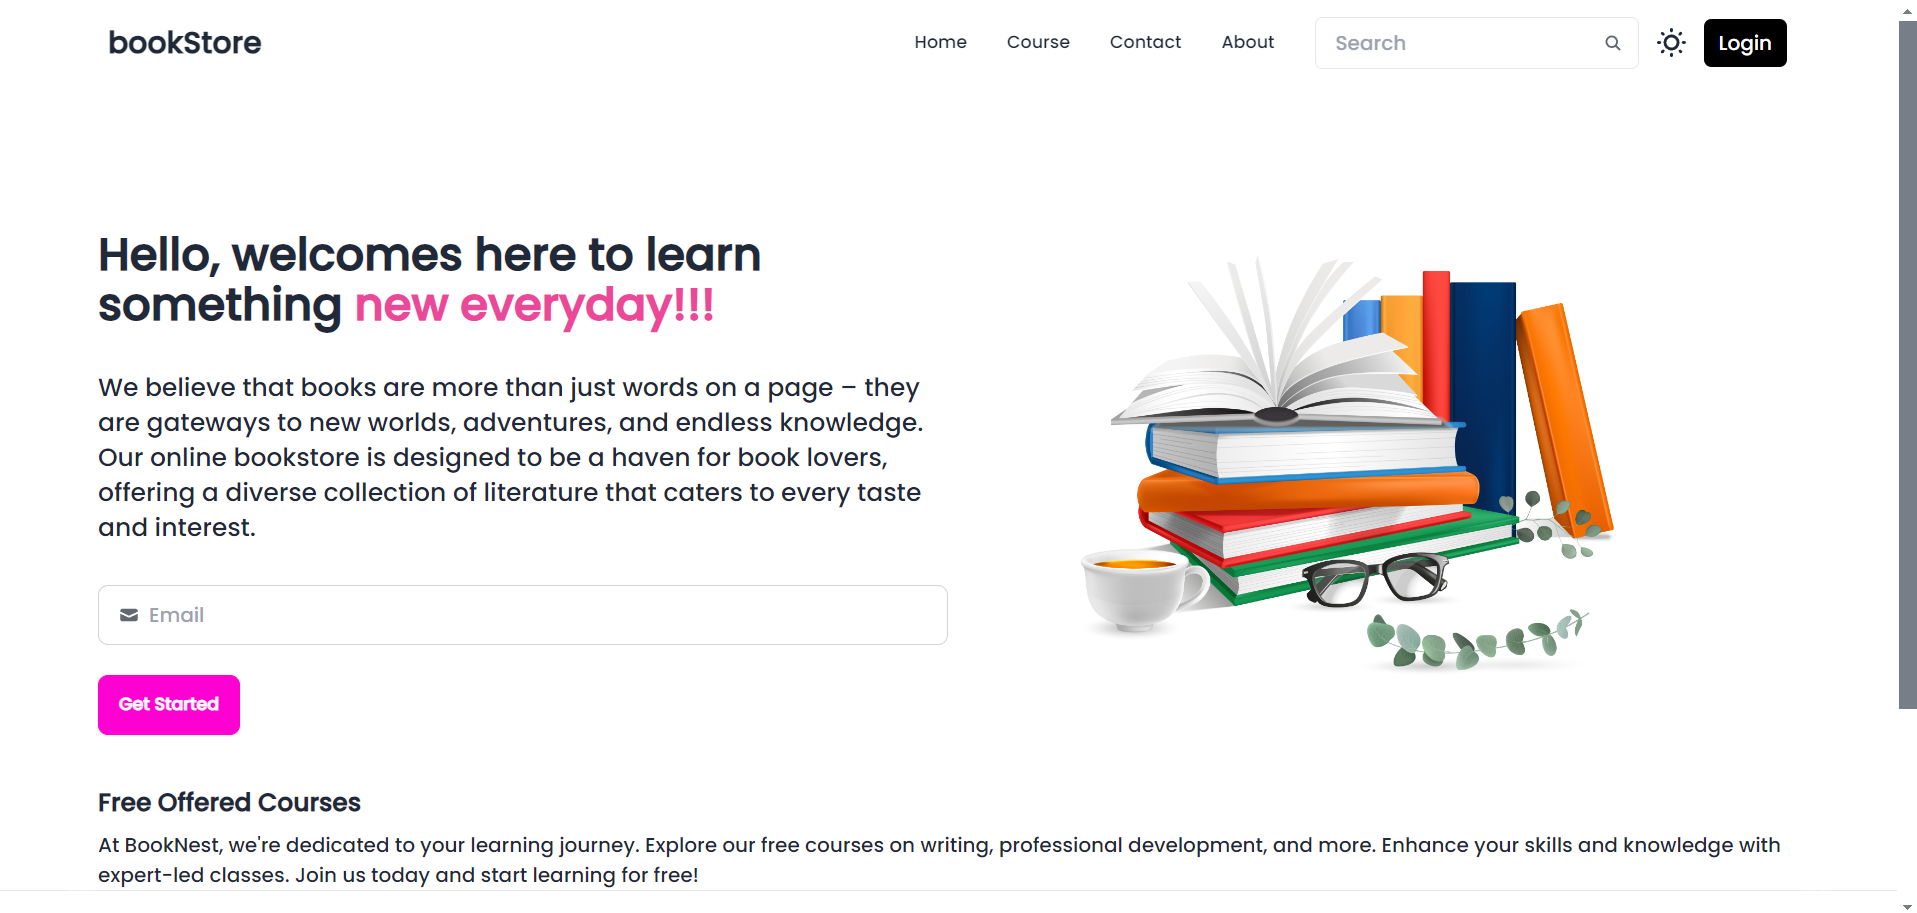 bookStore
Home
Course
Contact
About
Search
Login
Hello, welcomes here to learn
something new everyday!!!
We believe that books are more than just words on a page – they
are gateways to new worlds, adventures, and endless knowledge.
Our online bookstore is designed to be a haven for book lovers,
offering a diverse collection of literature that caters to every taste
and interest.
Email
Get Started
Free Offered Courses
At BookNest, we're dedicated to your learning journey. Explore our free courses on writing, professional development, and more. Enhance your skills and knowledge with
expert-led classes. Join us today and start learning for free!